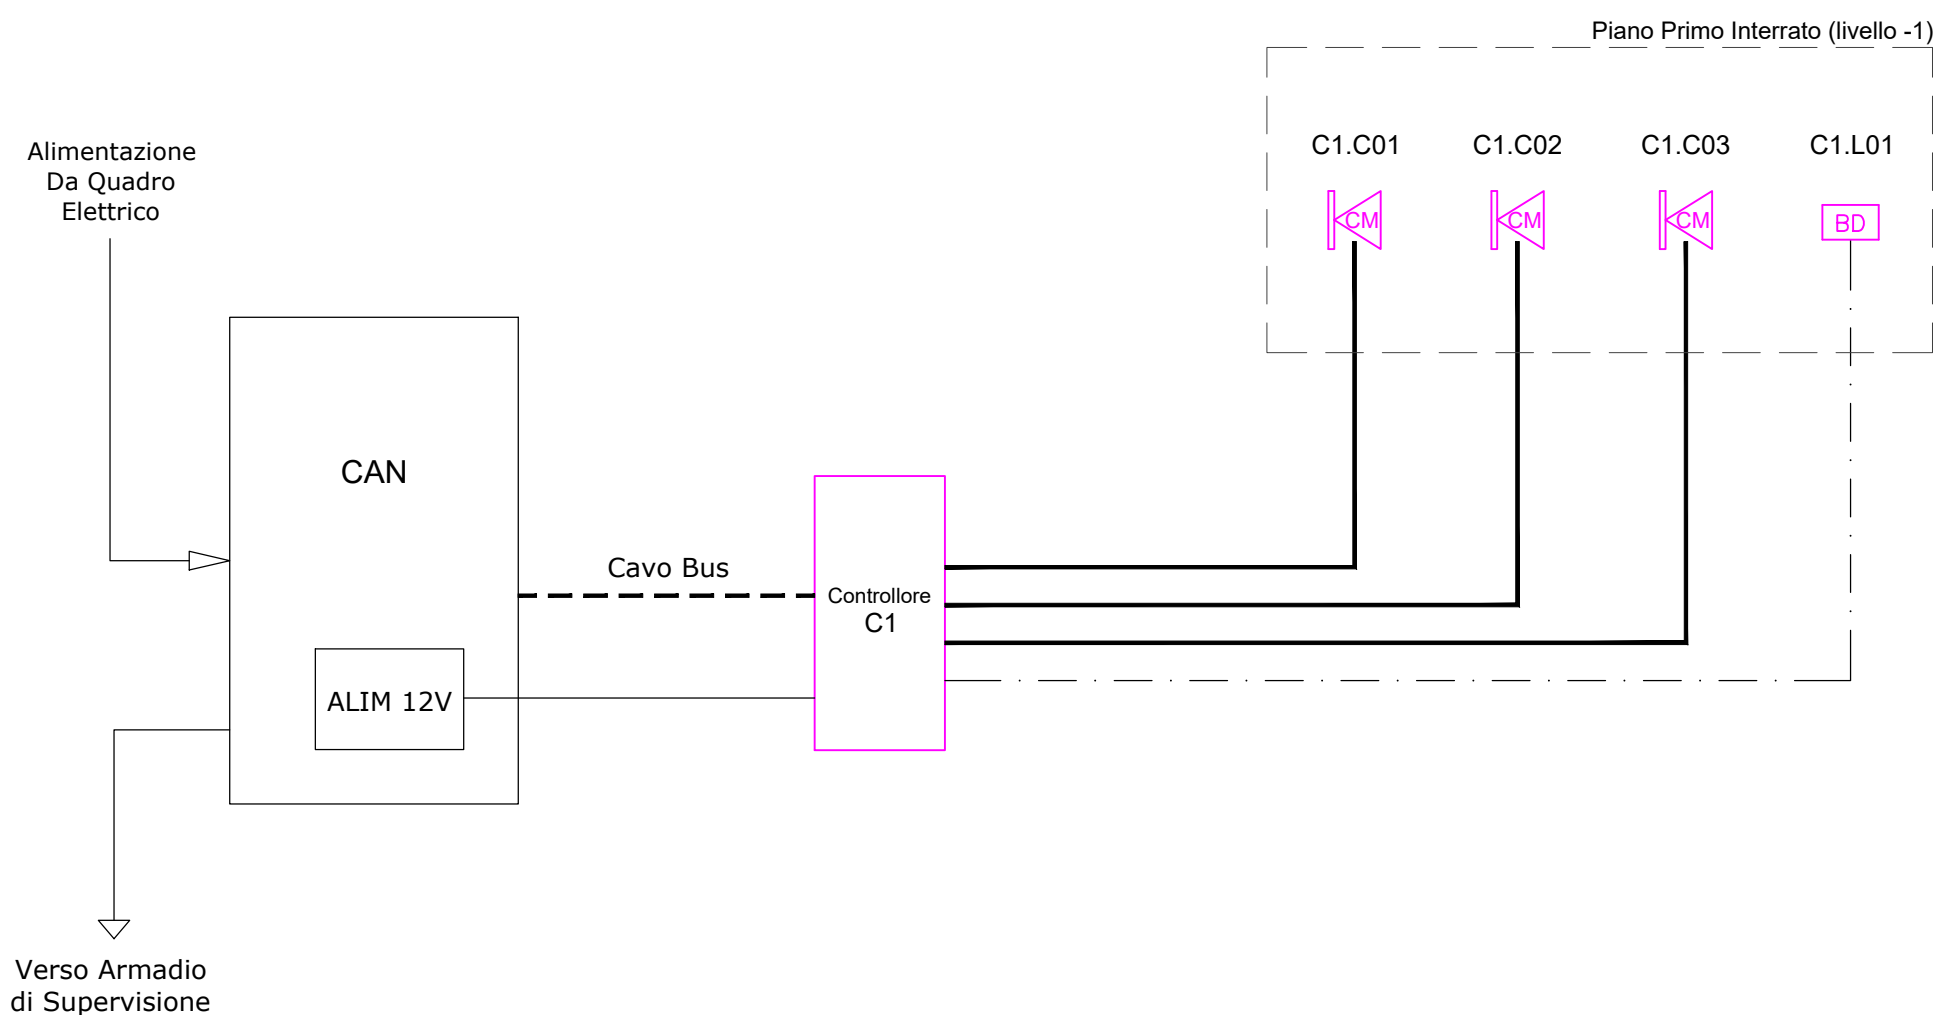 Piano Primo Interrato (livello -1)
C1.C01
C1.C02
C1.C03
C1.L01
CM
CM
CM
BD
Alimentazione
Da Quadro
Elettrico
CAN
Cavo Bus
Controllore
C1
ALIM 12V
Verso Armadio
di Supervisione